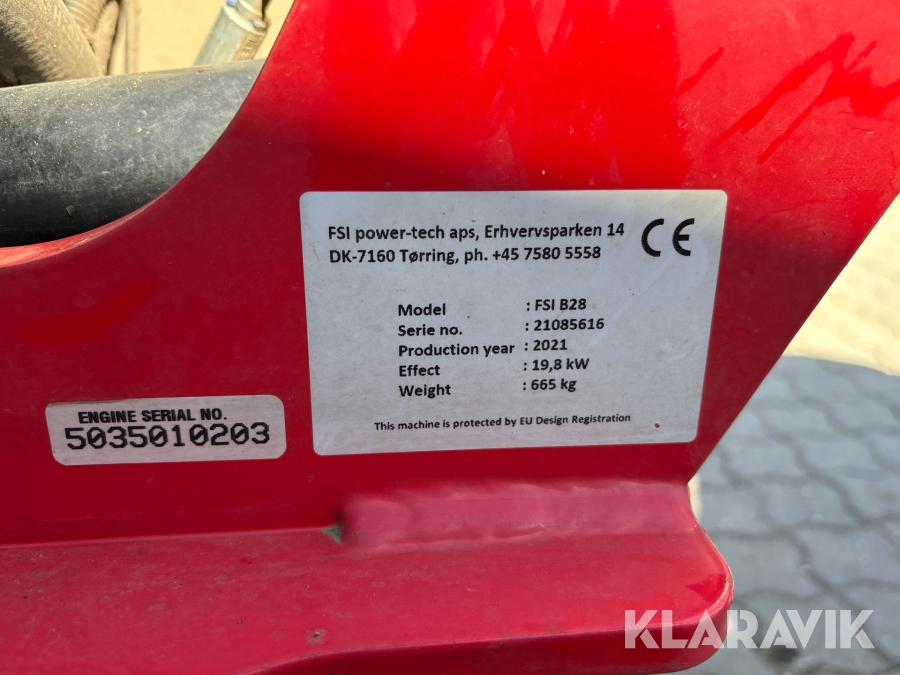 FSI power-tech aps, Erhvervsparken 14
DK-7160 Tørring, ph. +45 7580 5558
CE
Model : FSI B28
Serie no. : 21085616
Production year : 2021
Effect : 19,8 kW
Weight : 665 kg
This machine is protected by EU Design Registration
ENGINE SERIAL NO.
5035010203
KLARAVIK